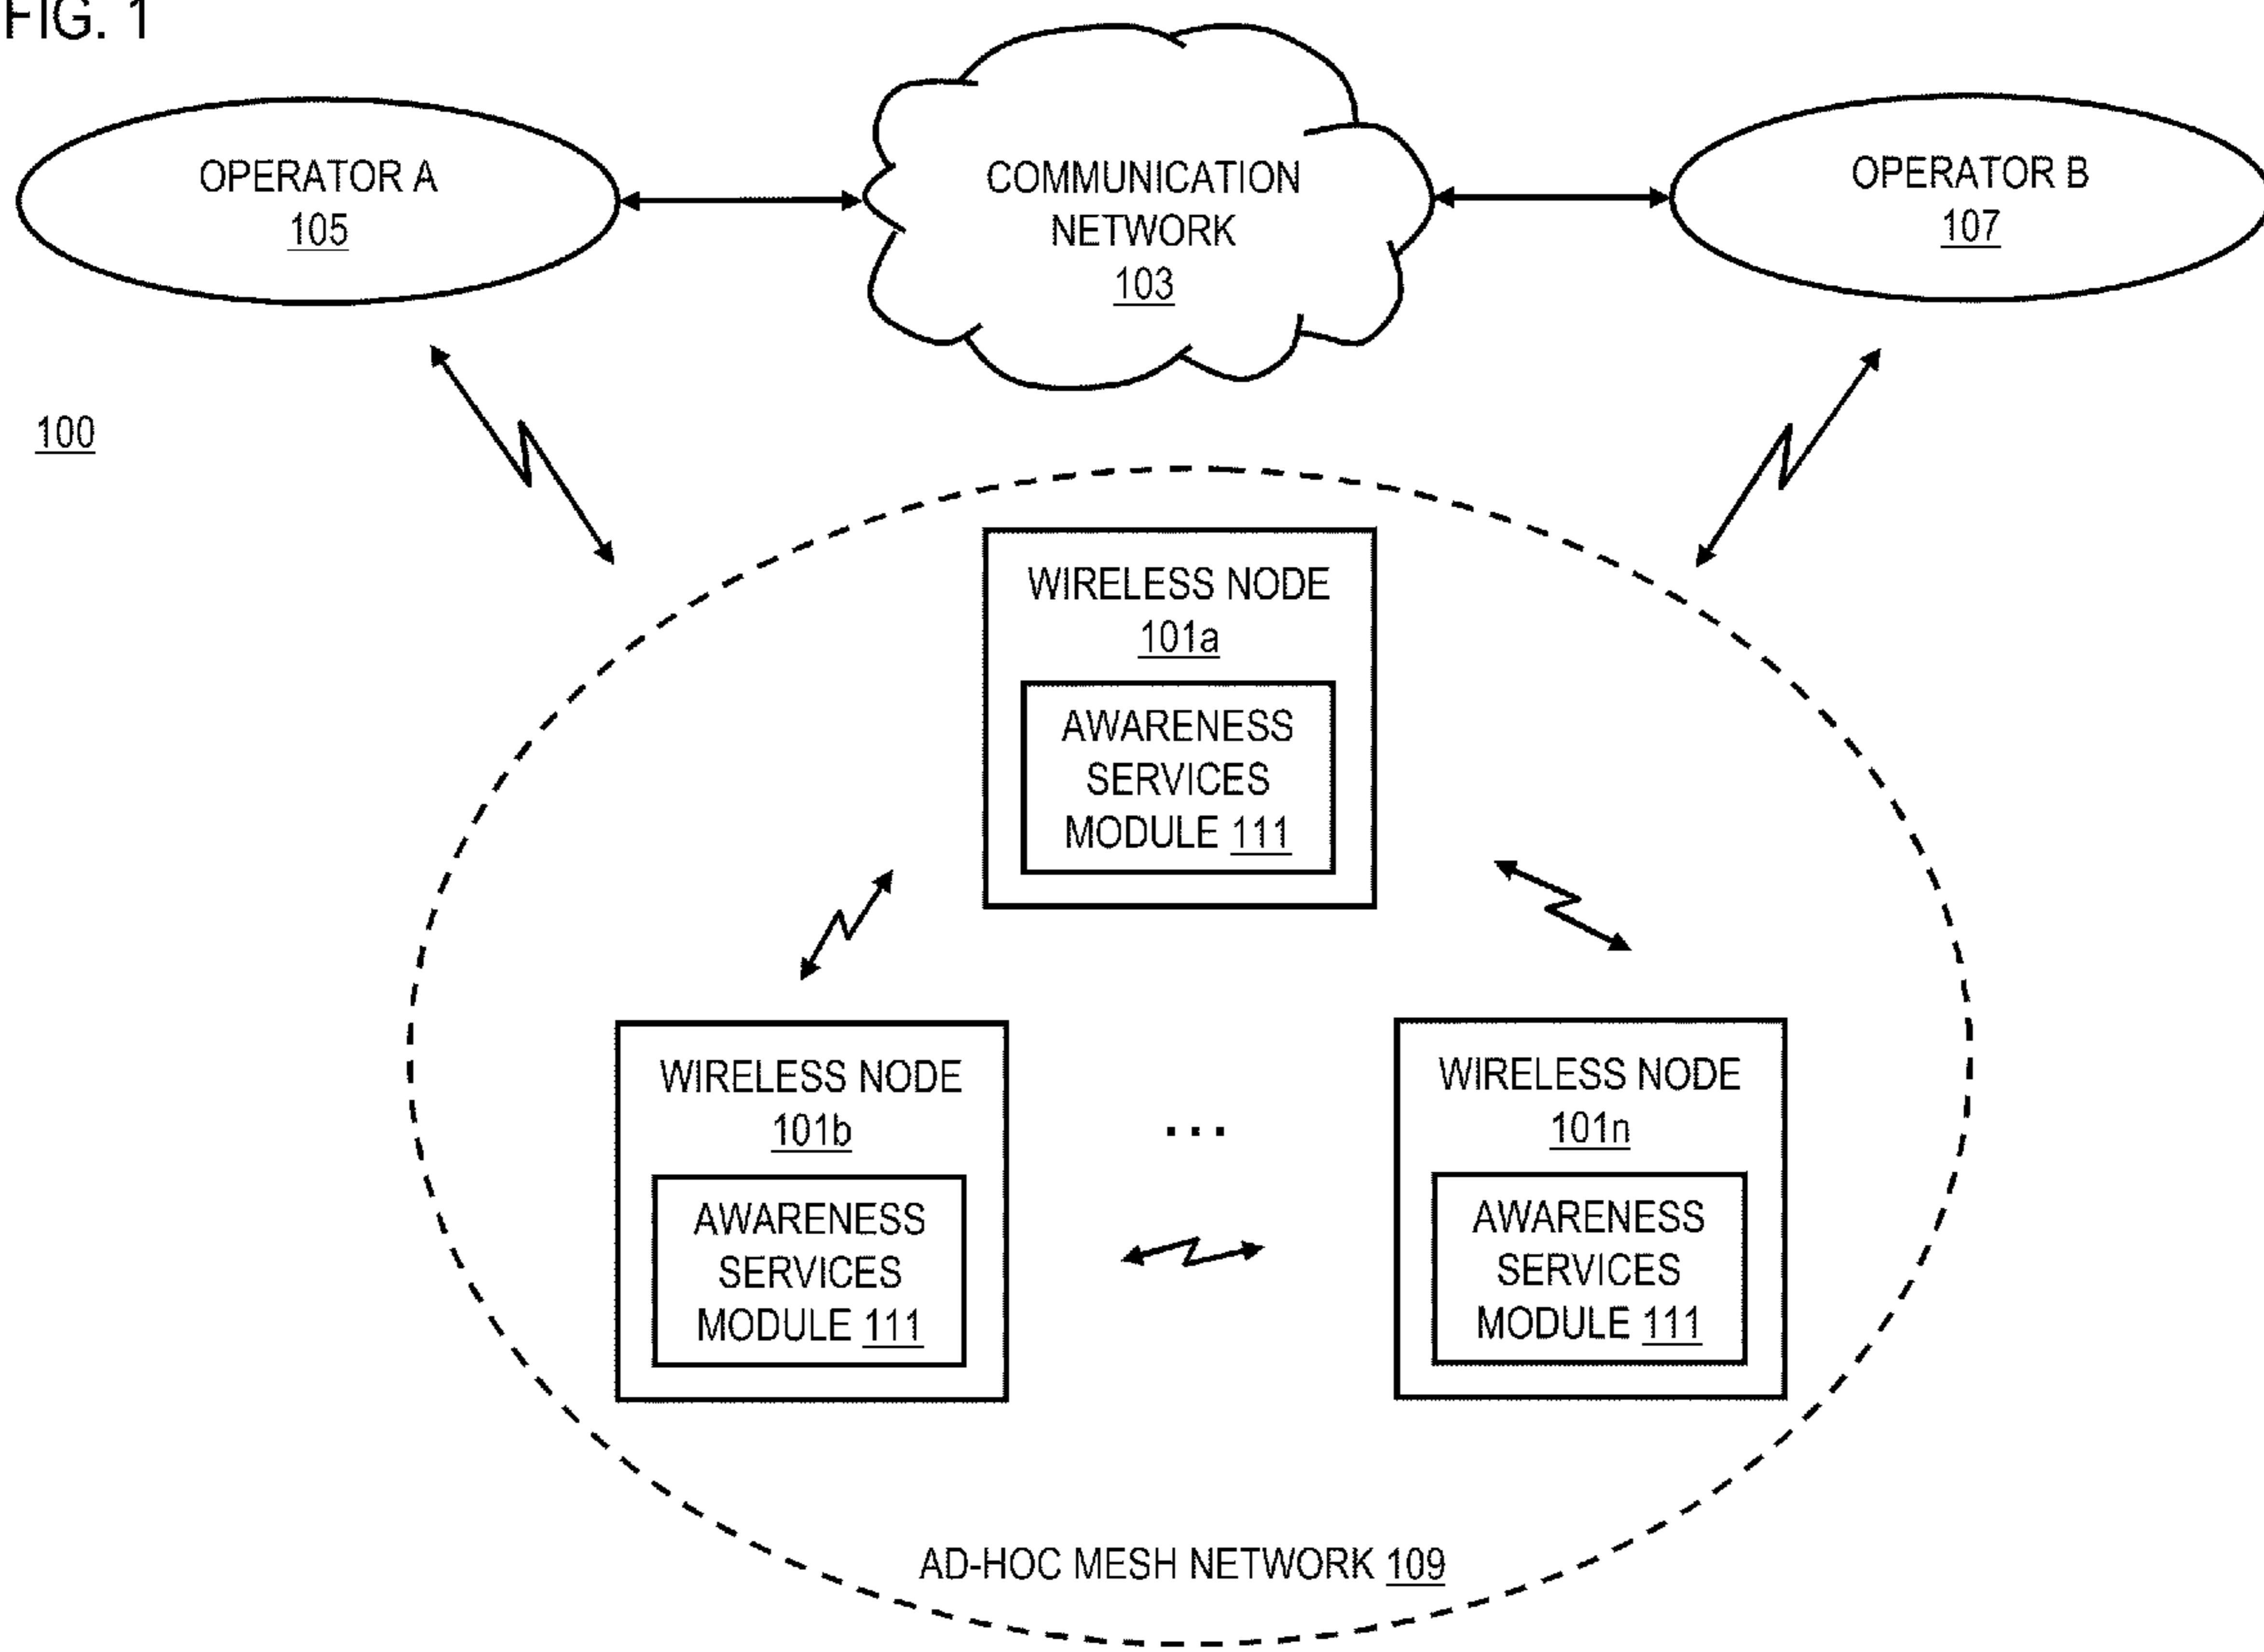 FIG. 1
OPERATOR A
105
COMMUNICATION
NETWORK
103
OPERATOR B
107
100
WIRELESS NODE
101a
AWARENESS
SERVICES
MODULE 111
WIRELESS NODE
101b
AWARENESS
SERVICES
MODULE 111
...
WIRELESS NODE
101n
AWARENESS
SERVICES
MODULE 111
AD-HOC MESH NETWORK 109